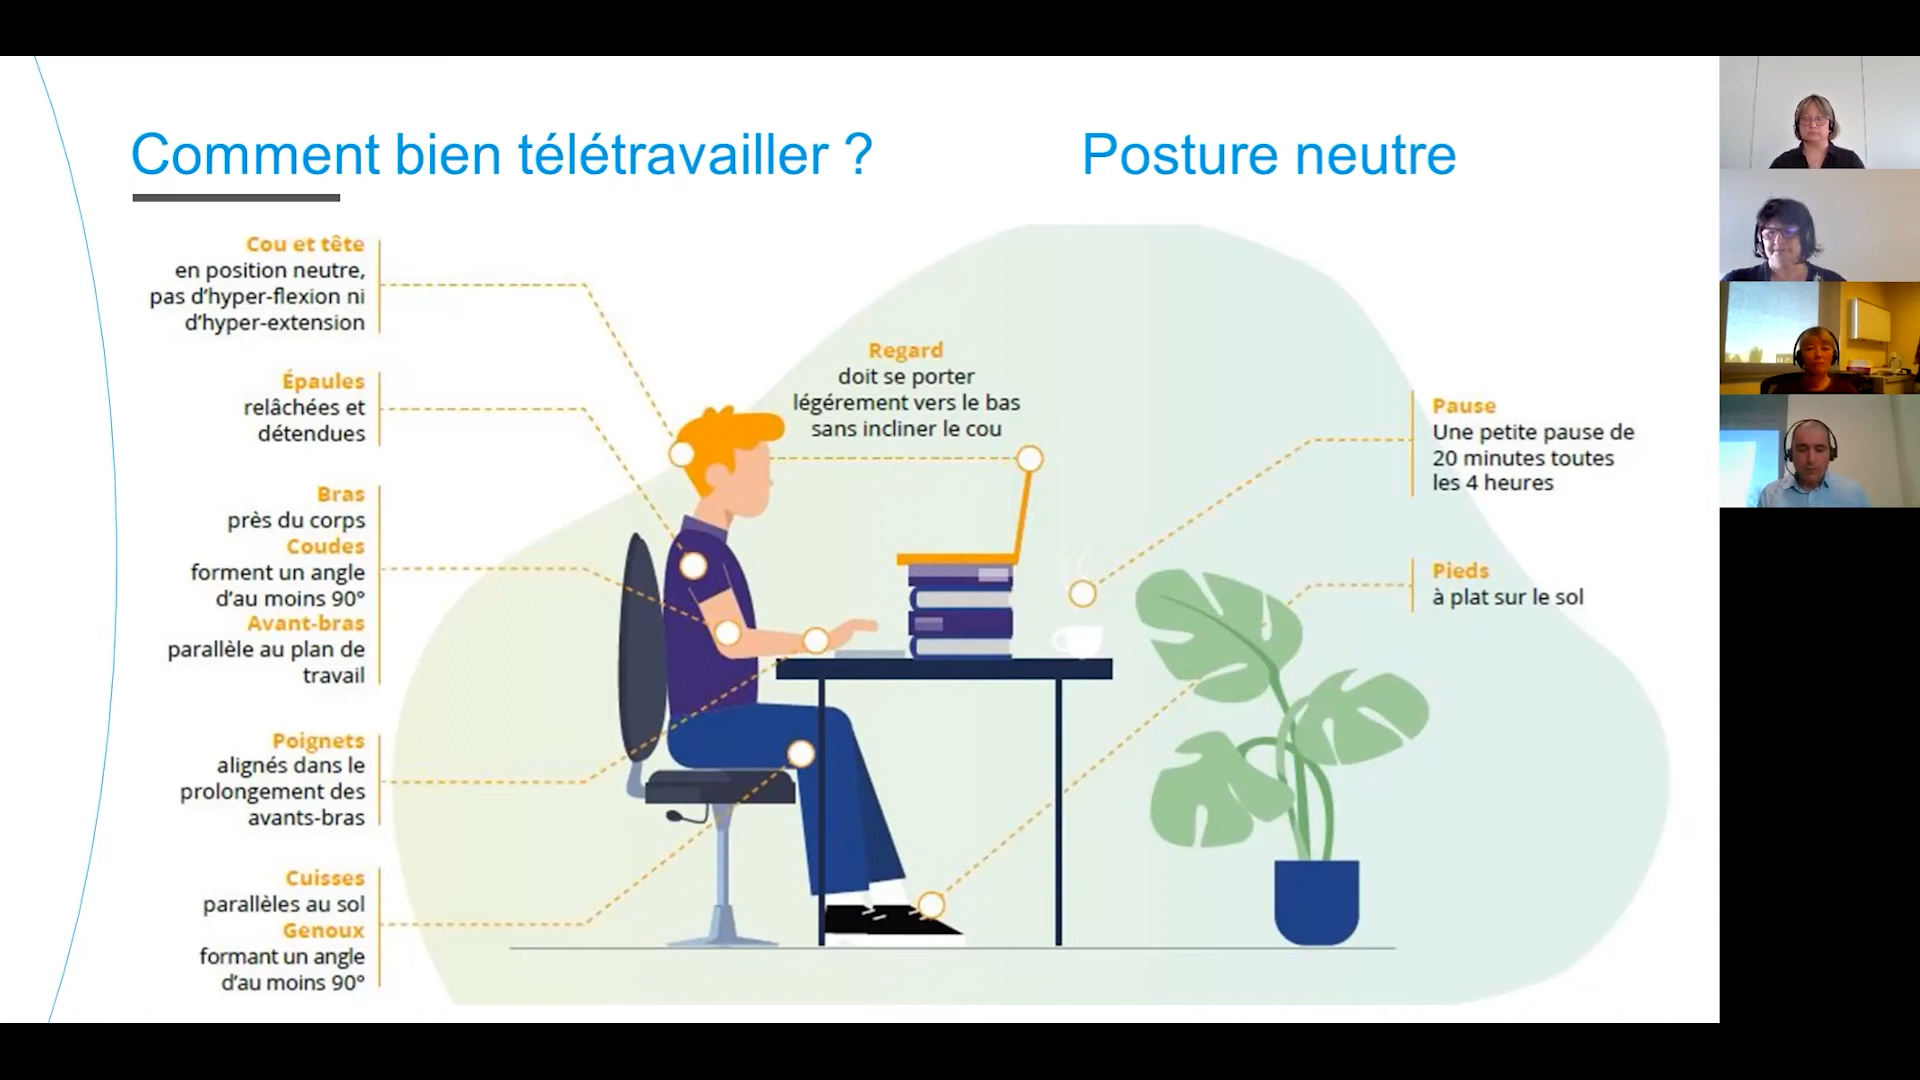 Comment bien télétravailler ?
Posture neutre
Cou et tête
en position neutre,
pas d'hyper-flexion ni
d'hyper-extension
Épaules
relâchées et
détendues
Bras
près du corps
Coudes
forment un angle
d'au moins 90°
Avant-bras
parallèle au plan de
travail
Poignets
alignés dans le
prolongement des
avants-bras
Cuisses
parallèles au sol
Genoux
formant un angle
d'au moins 90°
Regard
doit se porter
légérement vers le bas
sans incliner le cou
Pause
Une petite pause de
20 minutes toutes
les 4 heures
Pieds
à plat sur le sol